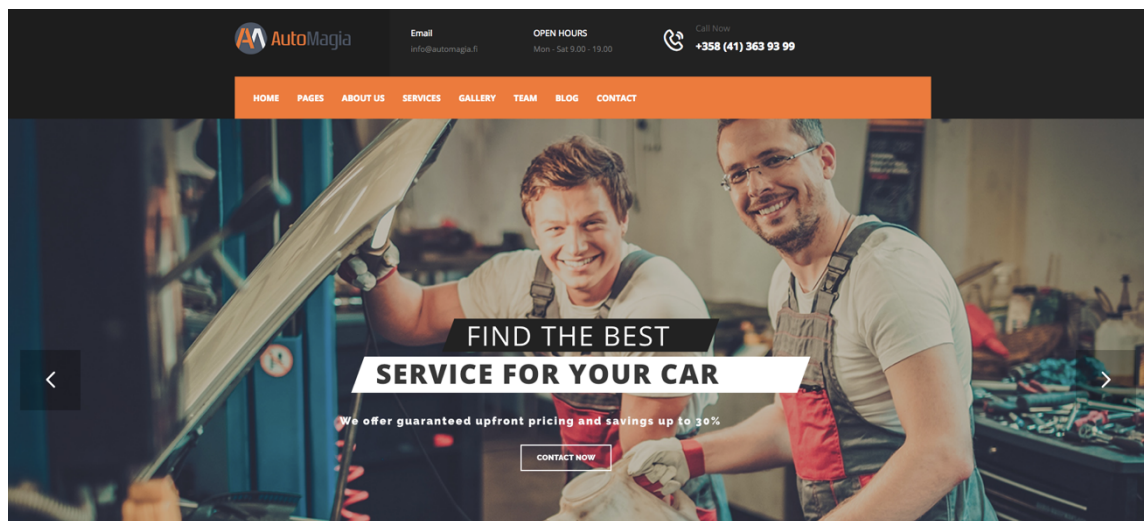 AutoMagia
Email
info@automagia.fi
OPEN HOURS
Mon - Sat 9.00 - 19.00
Call Now
+358 (41) 363 93 99
HOME PAGES ABOUT US SERVICES GALLERY TEAM BLOG CONTACT
FIND THE BEST
SERVICE FOR YOUR CAR
We offer guaranteed upfront pricing and savings up to 30%
CONTACT NOW